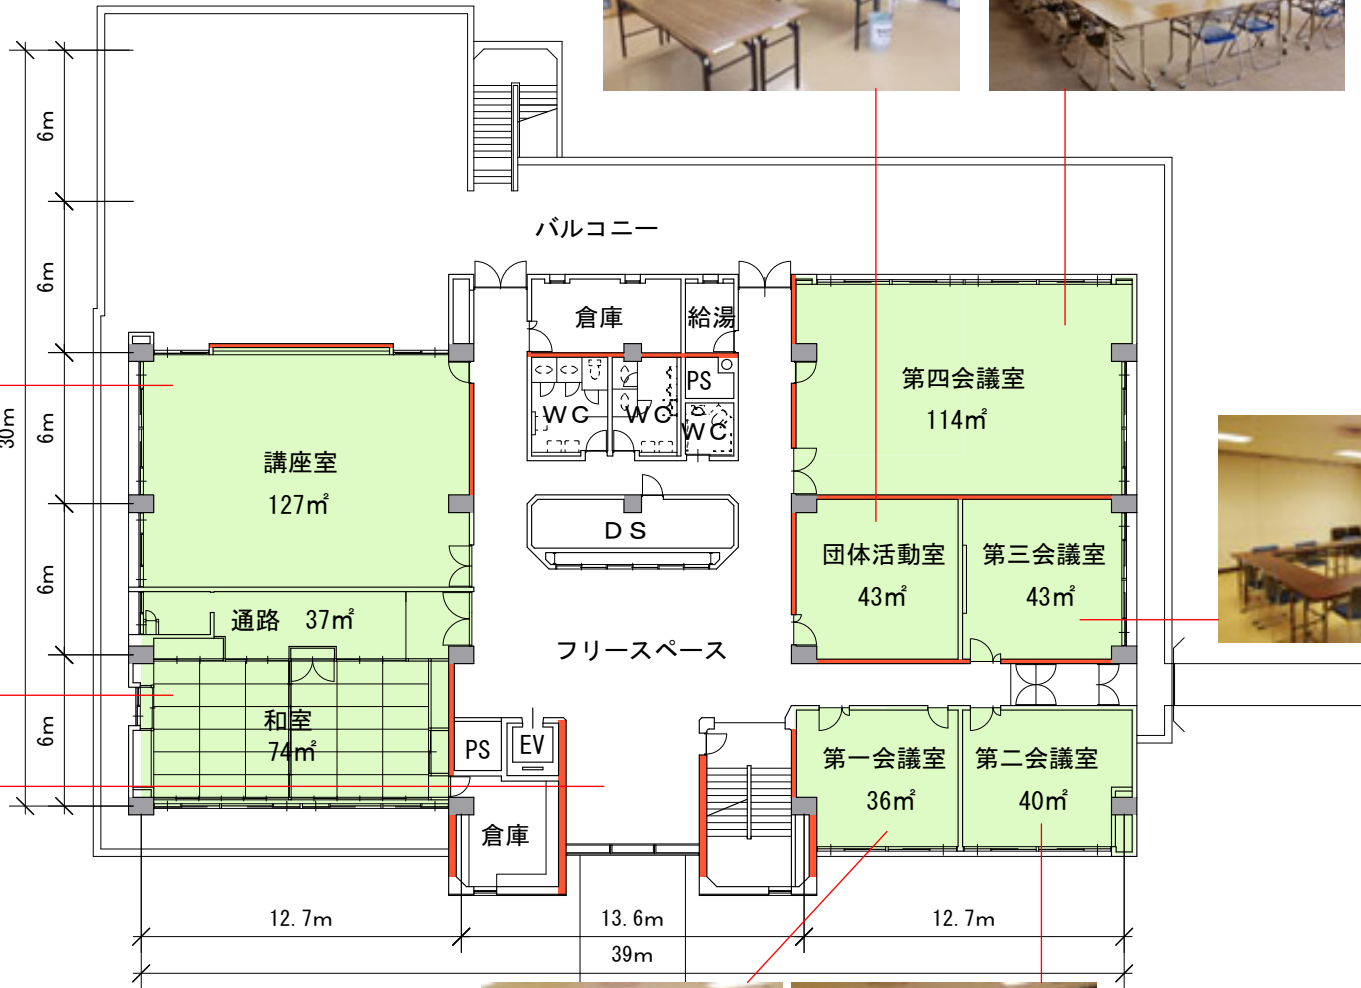 6m
バルコニー
6m
倉庫
給湯
第四会議室
114㎡
PS
WC
WC
WC
30m
6m
講座室
127㎡
DS
団体活動室
43㎡
第三会議室
43㎡
6m
通路 37㎡
フリースペース
和室
74㎡
6m
PS
EV
第一会議室
36㎡
第二会議室
40㎡
倉庫
12.7m
13.6m
12.7m
39m